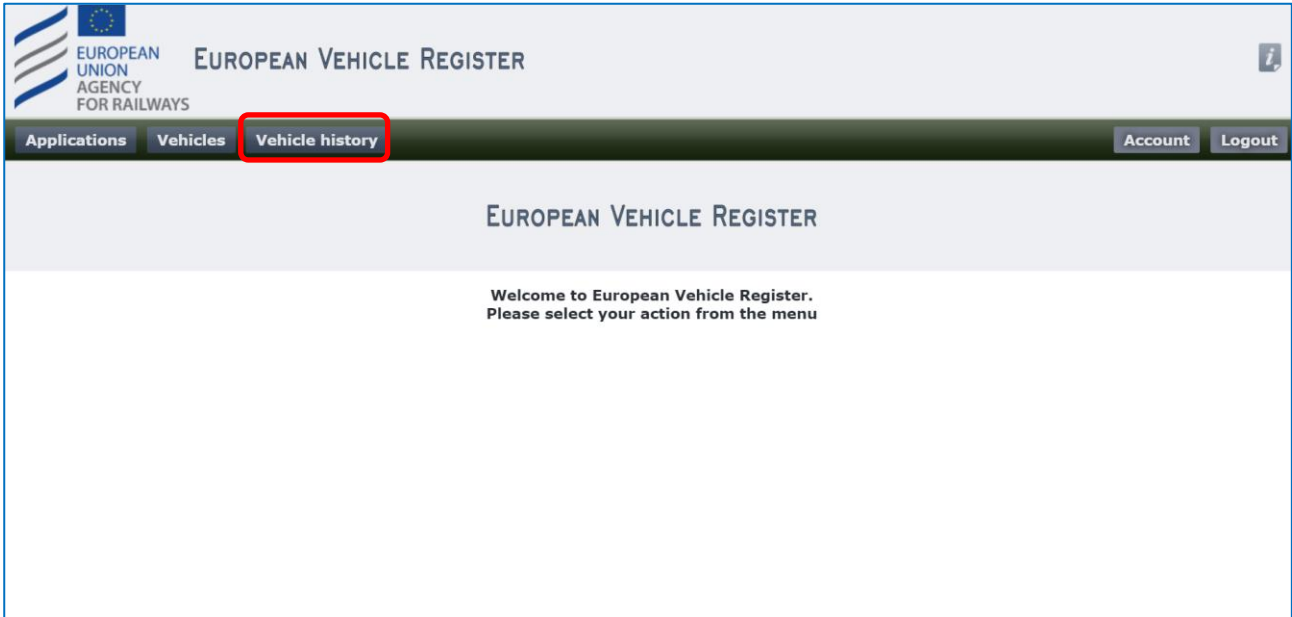 EUROPEAN
UNION
AGENCY
FOR RAILWAYS
EUROPEAN VEHICLE REGISTER
i
Applications Vehicles Vehicle history Account Logout
EUROPEAN VEHICLE REGISTER
Welcome to European Vehicle Register.
Please select your action from the menu